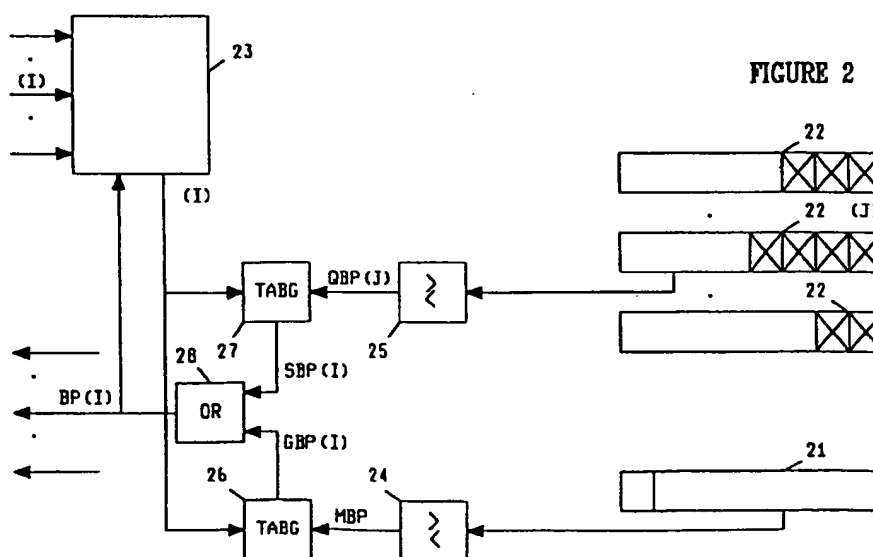 23
(I)
FIGURE 2
22
(I)
22
(J
TABG
QBP(J)
><
22
27
25
28
SBP(I)
BP(I)
OR
GBP(I)
21
26
24
TABG
MBP
><